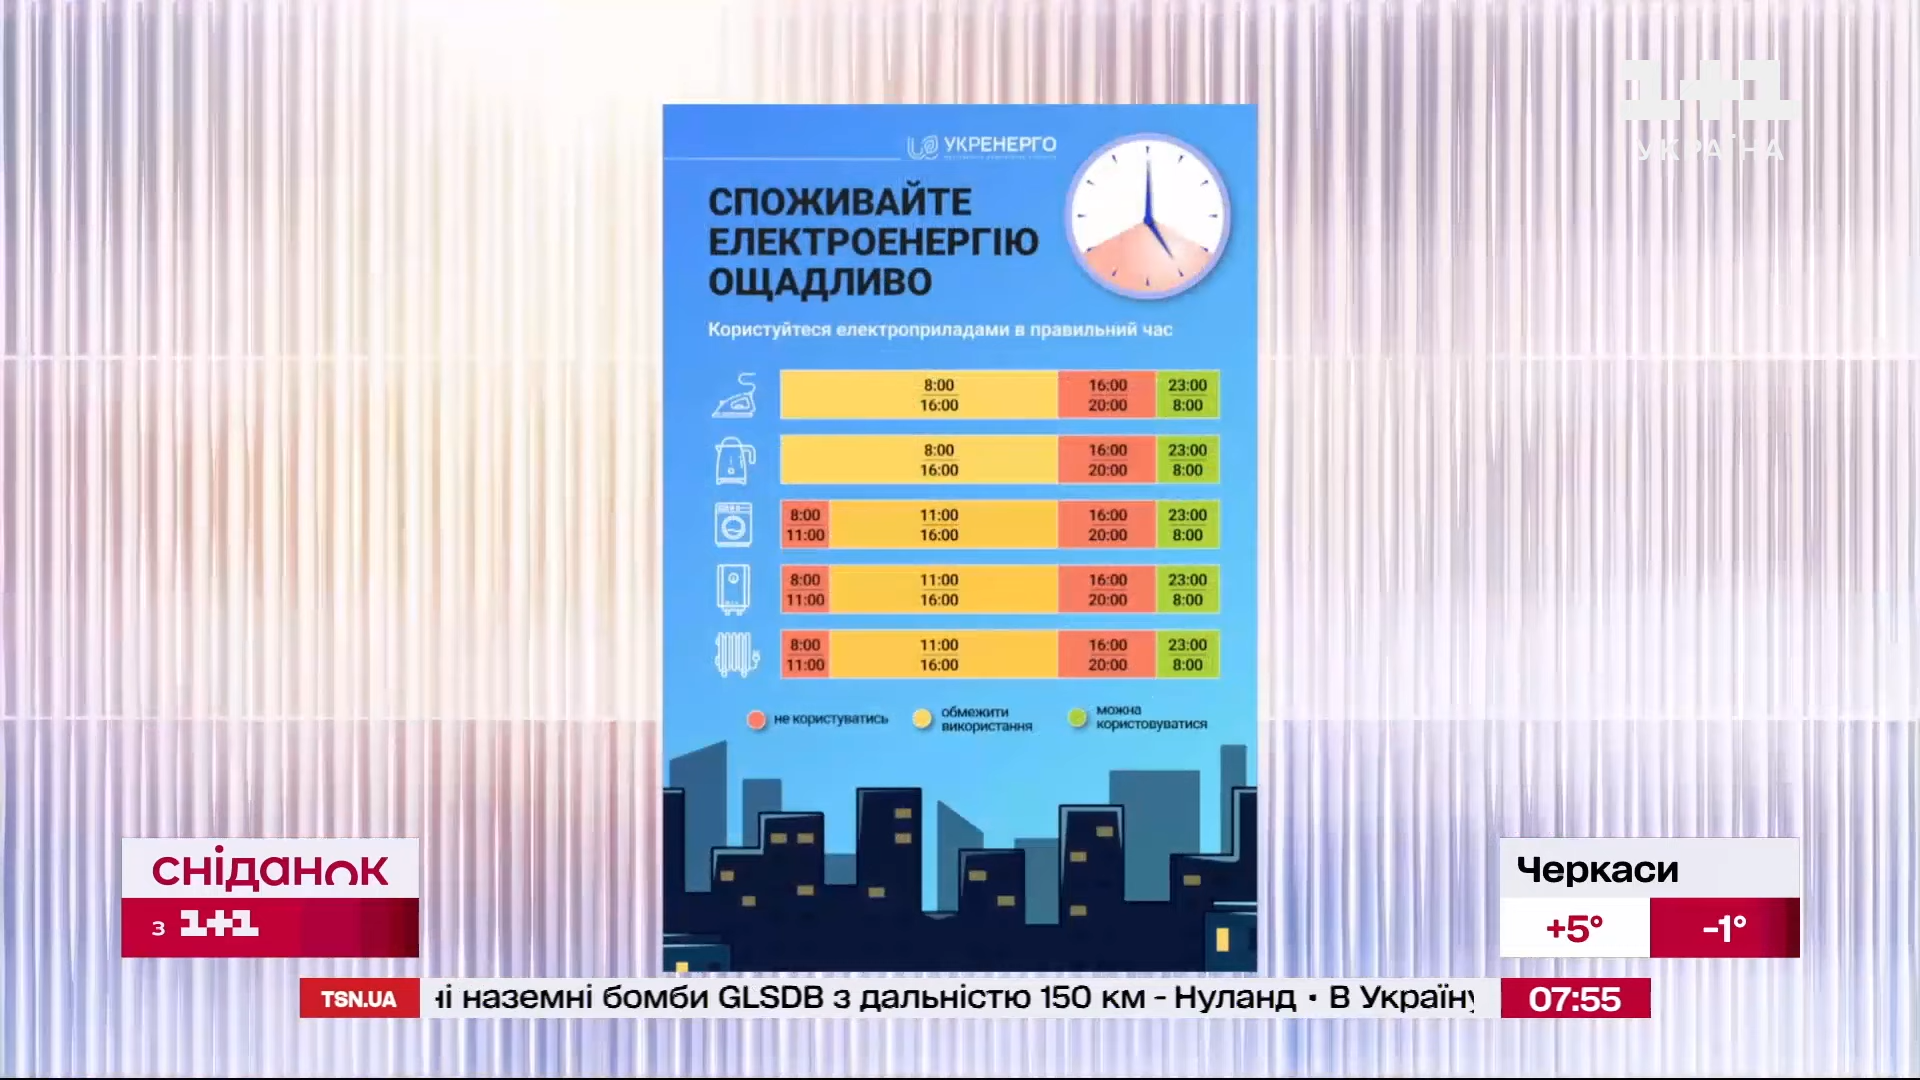 1+1
УКРАЇНА
УКРЕНЕРГО
СПОЖИВАЙТЕ
ЕЛЕКТРОЕНЕРГІЮ
ОЩАДЛИВО
Користуйтеся електроприладами в правильний час
8:00 16:00 23:00
16:00 20:00 8:00
8:00 16:00 23:00
16:00 20:00 8:00
8:00 11:00 16:00 23:00
11:00 16:00 20:00 8:00
8:00 11:00 16:00 23:00
11:00 16:00 20:00 8:00
8:00 11:00 16:00 23:00
11:00 16:00 20:00 8:00
не користуватись
обмежити
використання
можна
користовуватися
СНІДАНОК
з 1+1
Черкаси
+5° -1°
TSN.UA ні наземні бомби GLSDB з дальністю 150 км - Нуланд • В Україну 07:55